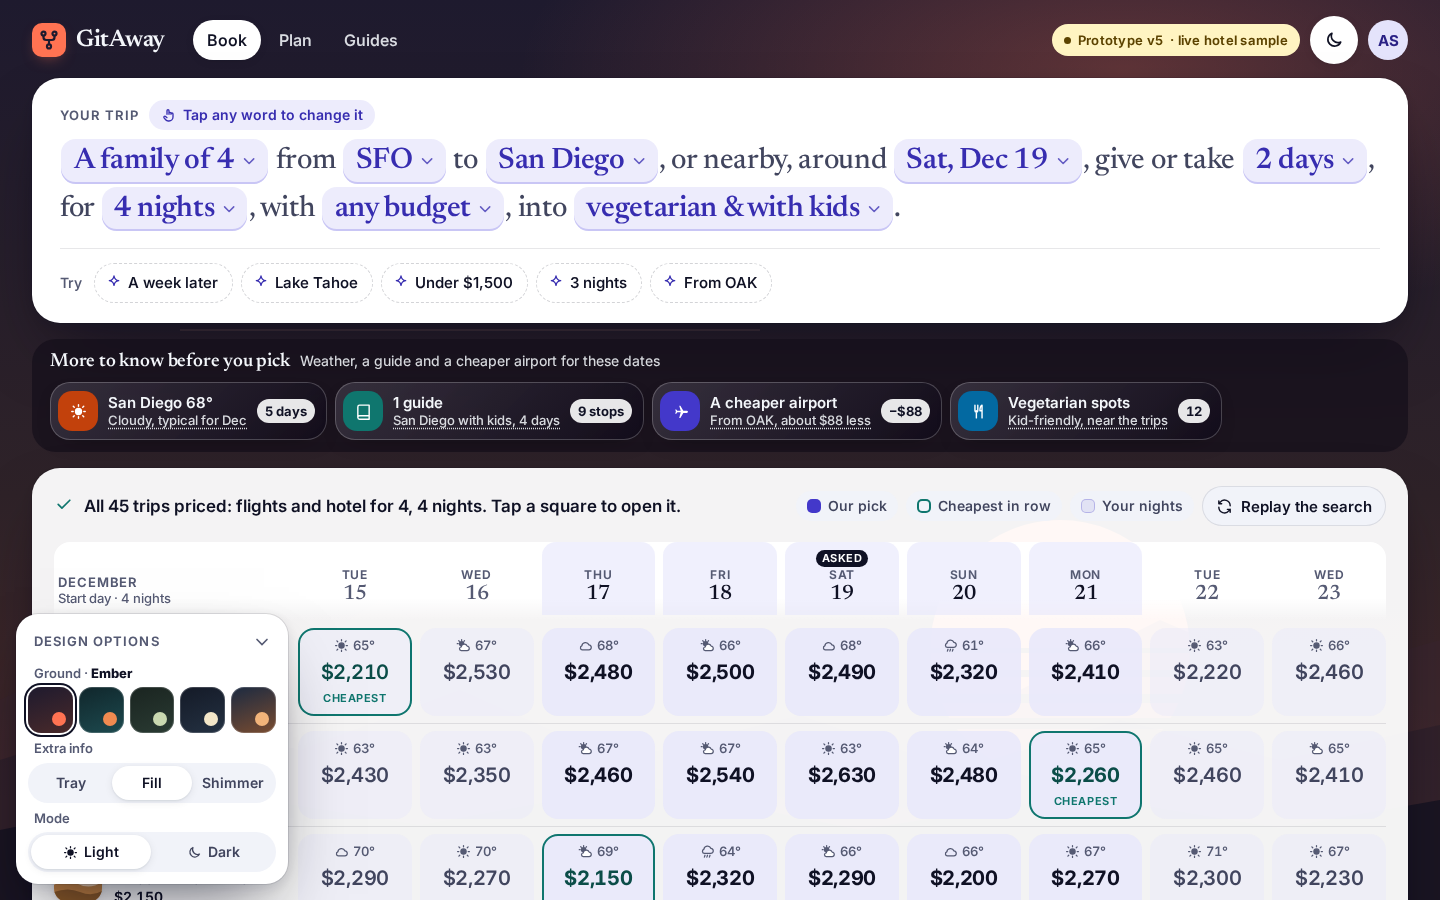 GitAway
Book
Plan
Guides
Prototype v5 · live hotel sample
AS
YOUR TRIP
Tap any word to change it
A family of 4 from SFO to San Diego, or nearby, around Sat, Dec 19, give or take 2 days,
for 4 nights, with any budget, into vegetarian & with kids.
Try
A week later
Lake Tahoe
Under $1,500
3 nights
From OAK
More to know before you pick
Weather, a guide and a cheaper airport for these dates
San Diego 68°
Cloudy, typical for Dec
5 days
1 guide
San Diego with kids, 4 days
9 stops
A cheaper airport
From OAK, about $88 less
−$88
Vegetarian spots
Kid-friendly, near the trips
12
All 45 trips priced: flights and hotel for 4, 4 nights. Tap a square to open it.
Our pick
Cheapest in row
Your nights
Replay the search
DECEMBER
Start day · 4 nights
TUE
15
WED
16
THU
17
FRI
18
ASKED
SAT
19
SUN
20
MON
21
TUE
22
WED
23
65°
$2,210
CHEAPEST
67°
$2,530
68°
$2,480
66°
$2,500
68°
$2,490
61°
$2,320
66°
$2,410
63°
$2,220
66°
$2,460
63°
$2,430
63°
$2,350
67°
$2,460
67°
$2,540
63°
$2,630
64°
$2,480
65°
$2,260
CHEAPEST
65°
$2,460
65°
$2,410
70°
$2,290
70°
$2,270
69°
$2,150
64°
$2,320
66°
$2,290
66°
$2,200
67°
$2,270
71°
$2,300
67°
$2,230
DESIGN OPTIONS
Ground · Ember
Extra info
Tray
Fill
Shimmer
Mode
Light
Dark
$2,150